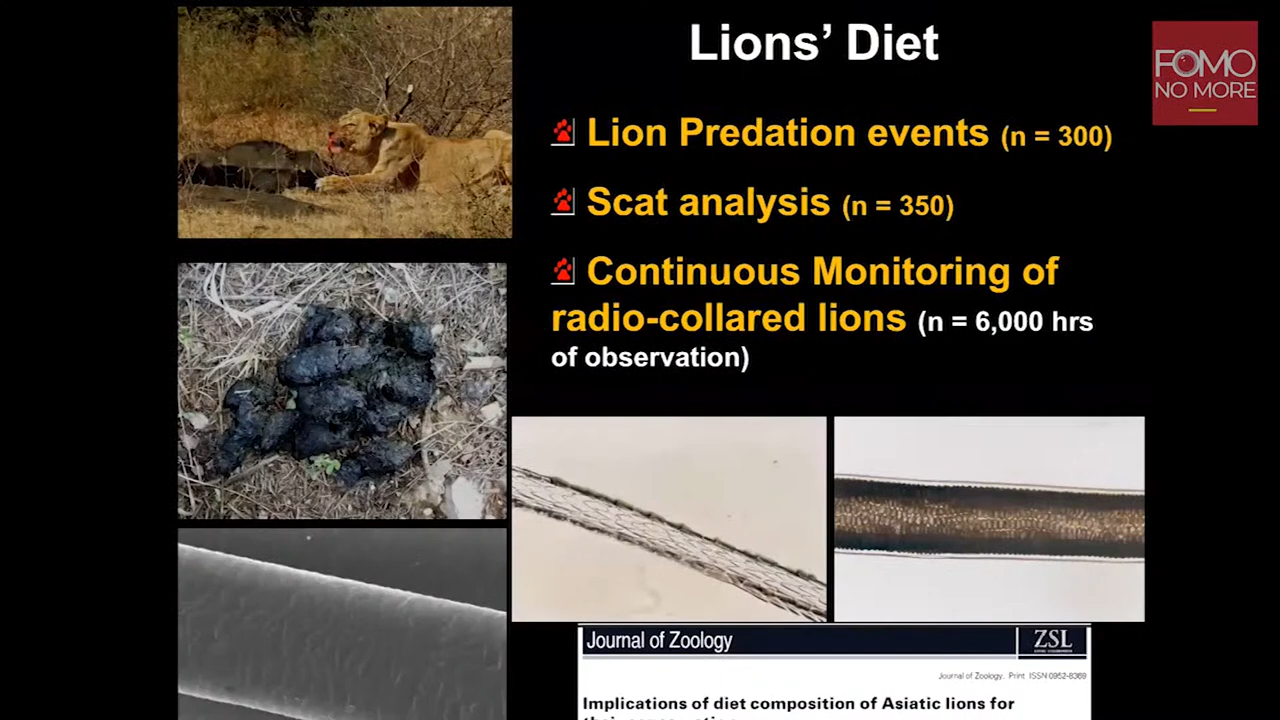 Lions’ Diet
FOMO
NO MORE
Lion Predation events (n = 300)
Scat analysis (n = 350)
Continuous Monitoring of
radio-collared lions (n = 6,000 hrs
of observation)
Journal of Zoology
ZSL
Journal of Zoology. Print ISSN 0952-8369
Implications of diet composition of Asiatic lions for